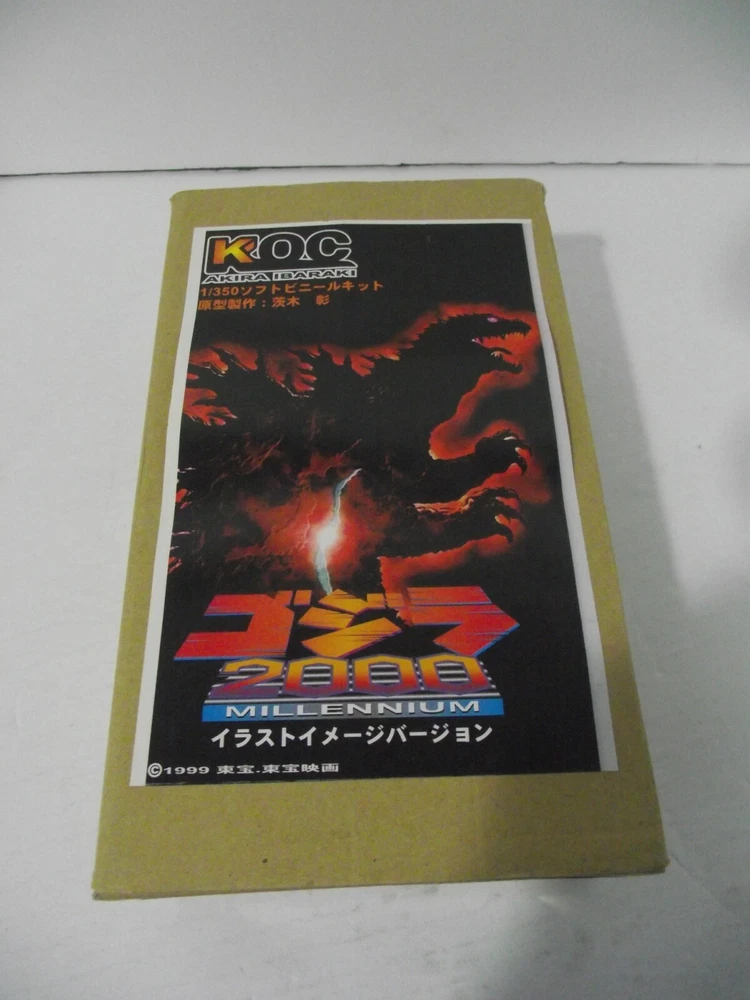 KOC
AKIRA IBARAKI
1/350ソフトビニールキット
原型製作：茨木 彰
ゴジラ
2000
MILLENNIUM
イラストイメージバージョン
©1999 東宝.東宝映画